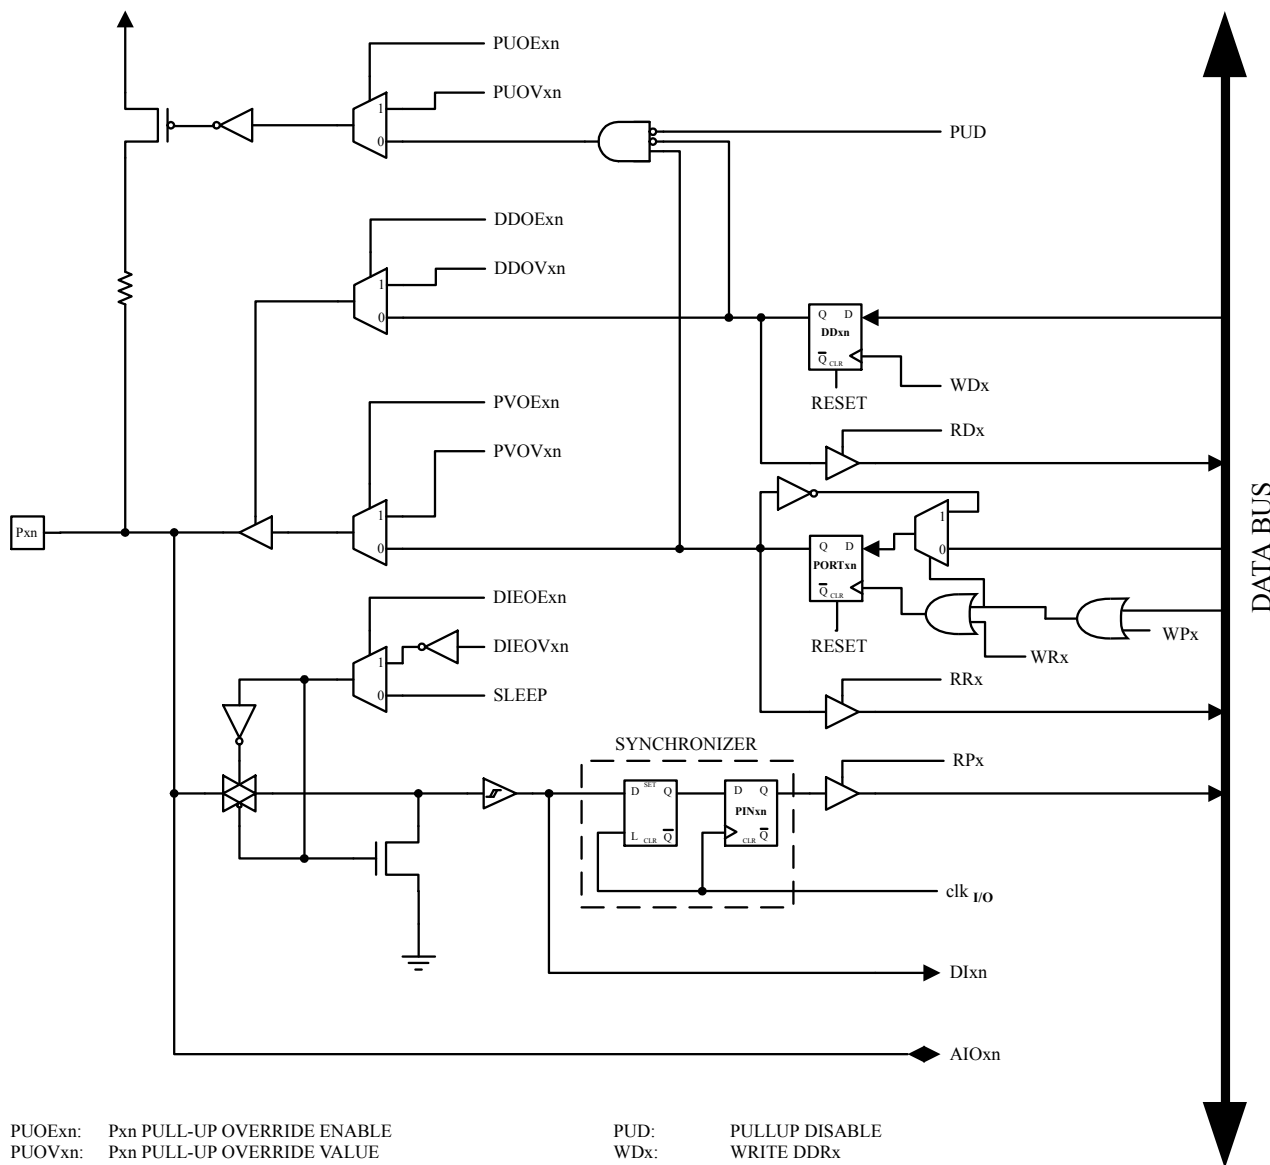 PUOExn
PUOVxn
1
0
PUD
DDOExn
DDOVxn
1
0
Q D
DDxn
Q CLR
WDx
RESET
PVOExn
RDx
PVOVxn
1
0
Pxn
1
0
Q D
PORTxn
Q CLR
RESET
WRx
WPx
DATA BUS
DIEOExn
DIEOVxn
1
0
SLEEP
RRx
SYNCHRONIZER
RPx
D SET Q
L CLR Q
D Q
PINxn
CLR Q
clk I/O
DIxn
AIOxn
PUOExn: Pxn PULL-UP OVERRIDE ENABLE
PUOVxn: Pxn PULL-UP OVERRIDE VALUE
PUD: PULLUP DISABLE
WDx: WRITE DDRx